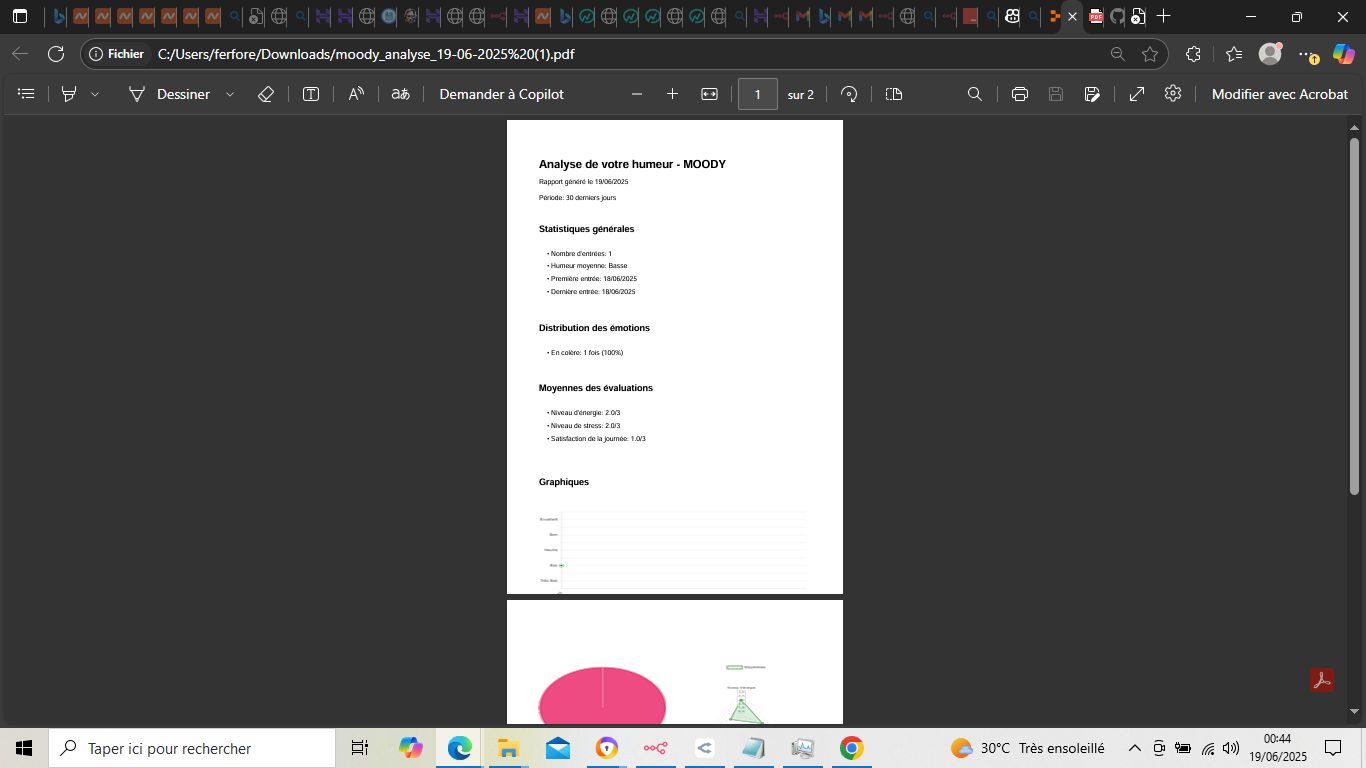 Fichier
C:/Users/ferfore/Downloads/moody_analyse_19-06-2025%20(1).pdf
Dessiner
aあ
Demander à Copilot
1
sur 2
Modifier avec Acrobat
Analyse de votre humeur - MOODY
Rapport généré le 19/06/2025
Période: 30 derniers jours
Statistiques générales
• Nombre d'entrées: 1
• Humeur moyenne: Basse
• Première entrée: 18/06/2025
• Dernière entrée: 18/06/2025
Distribution des émotions
• En colère: 1 fois (100%)
Moyennes des évaluations
• Niveau d'énergie: 2.0/3
• Niveau de stress: 2.0/3
• Satisfaction de la journée: 1.0/3
Graphiques
Excellent
Bon
Neutre
Bas
Très Bas
Taper ici pour rechercher
30°C Très ensoleillé
00:44
19/06/2025